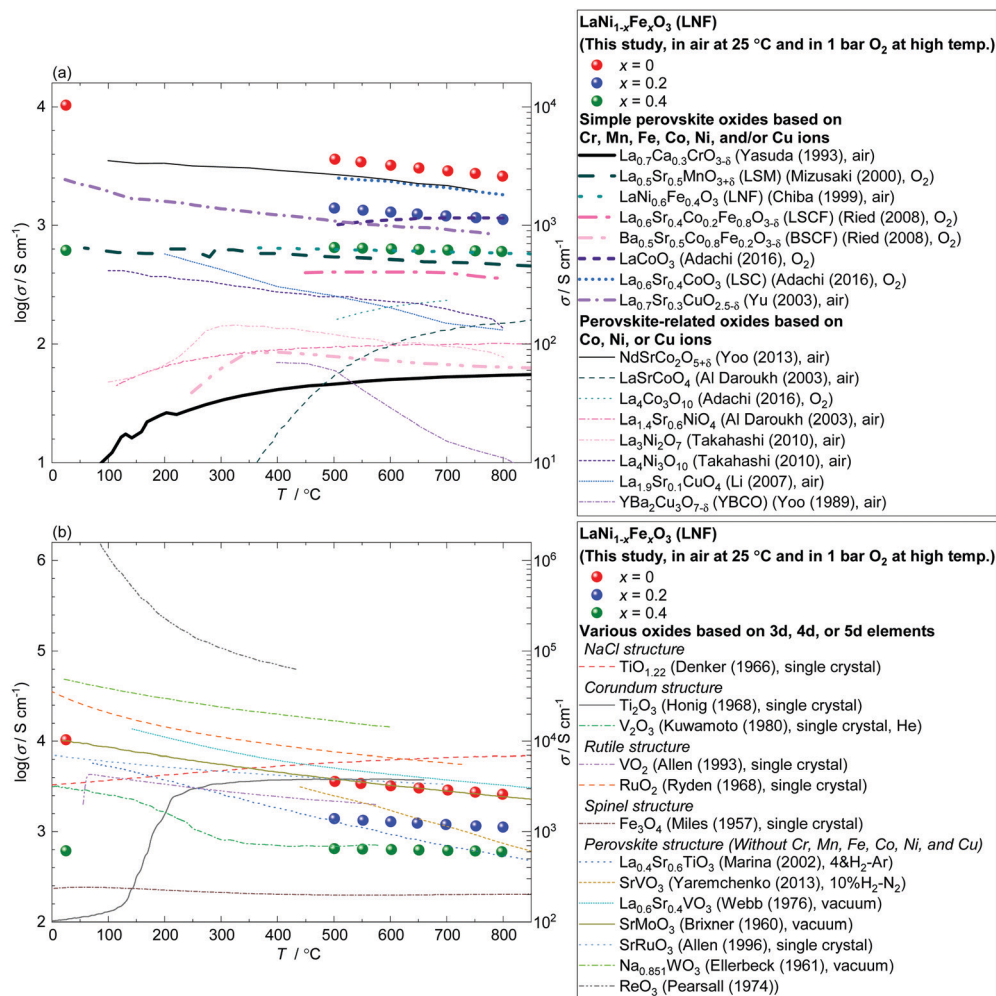 (a)
4
3
2
1
log(σ/ S cm⁻¹)
10⁴
10³
10²
10¹
σ / S cm⁻¹
0 100 200 300 400 500 600 700 800
T / °C
LaNi1-xFexO3 (LNF)
(This study, in air at 25 °C and in 1 bar O2 at high temp.)
x = 0
x = 0.2
x = 0.4
Simple perovskite oxides based on
Cr, Mn, Fe, Co, Ni, and/or Cu ions
La0.7Ca0.3CrO3-δ (Yasuda (1993), air)
La0.5Sr0.5MnO3+δ (LSM) (Mizusaki (2000), O2)
LaNi0.6Fe0.4O3 (LNF) (Chiba (1999), air)
La0.6Sr0.4Co0.2Fe0.8O3-δ (LSCF) (Ried (2008), O2)
Ba0.5Sr0.5Co0.8Fe0.2O3-δ (BSCF) (Ried (2008), O2)
LaCoO3 (Adachi (2016), O2)
La0.6Sr0.4CoO3 (LSC) (Adachi (2016), O2)
La0.7Sr0.3CuO2.5-δ (Yu (2003), air)
Perovskite-related oxides based on
Co, Ni, or Cu ions
NdSrCo2O5+δ (Yoo (2013), air)
LaSrCoO4 (Al Daroukh (2003), air)
La4Co3O10 (Adachi (2016), O2)
La1.4Sr0.6NiO4 (Al Daroukh (2003), air)
La3Ni2O7 (Takahashi (2010), air)
La4Ni3O10 (Takahashi (2010), air)
La1.9Sr0.1CuO4 (Li (2007), air)
YBa2Cu3O7-δ (YBCO) (Yoo (1989), air)
(b)
6
5
4
3
2
log(σ/ S cm⁻¹)
10⁶
10⁵
10⁴
10³
10²
σ / S cm⁻¹
0 100 200 300 400 500 600 700 800
T / °C
LaNi1-xFexO3 (LNF)
(This study, in air at 25 °C and in 1 bar O2 at high temp.)
x = 0
x = 0.2
x = 0.4
Various oxides based on 3d, 4d, or 5d elements
NaCl structure
TiO1.22 (Denker (1966), single crystal)
Corundum structure
Ti2O3 (Honig (1968), single crystal)
V2O3 (Kuwamoto (1980), single crystal, He)
Rutile structure
VO2 (Allen (1993), single crystal)
RuO2 (Ryden (1968), single crystal)
Spinel structure
Fe3O4 (Miles (1957), single crystal)
Perovskite structure (Without Cr, Mn, Fe, Co, Ni, and Cu)
La0.4Sr0.6TiO3 (Marina (2002), 4&H2-Ar)
SrVO3 (Yaremchenko (2013), 10%H2-N2)
La0.6Sr0.4VO3 (Webb (1976), vacuum)
SrMoO3 (Brixner (1960), vacuum)
SrRuO3 (Allen (1996), single crystal)
Na0.851WO3 (Ellerbeck (1961), vacuum)
ReO3 (Pearsall (1974))